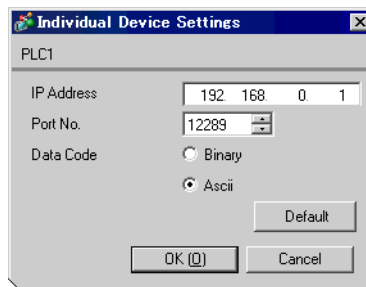 Individual Device Settings
PLC1
IP Address 192. 168. 0. 1
Port No. 12289
Data Code Binary
Ascii
Default
OK (O) Cancel